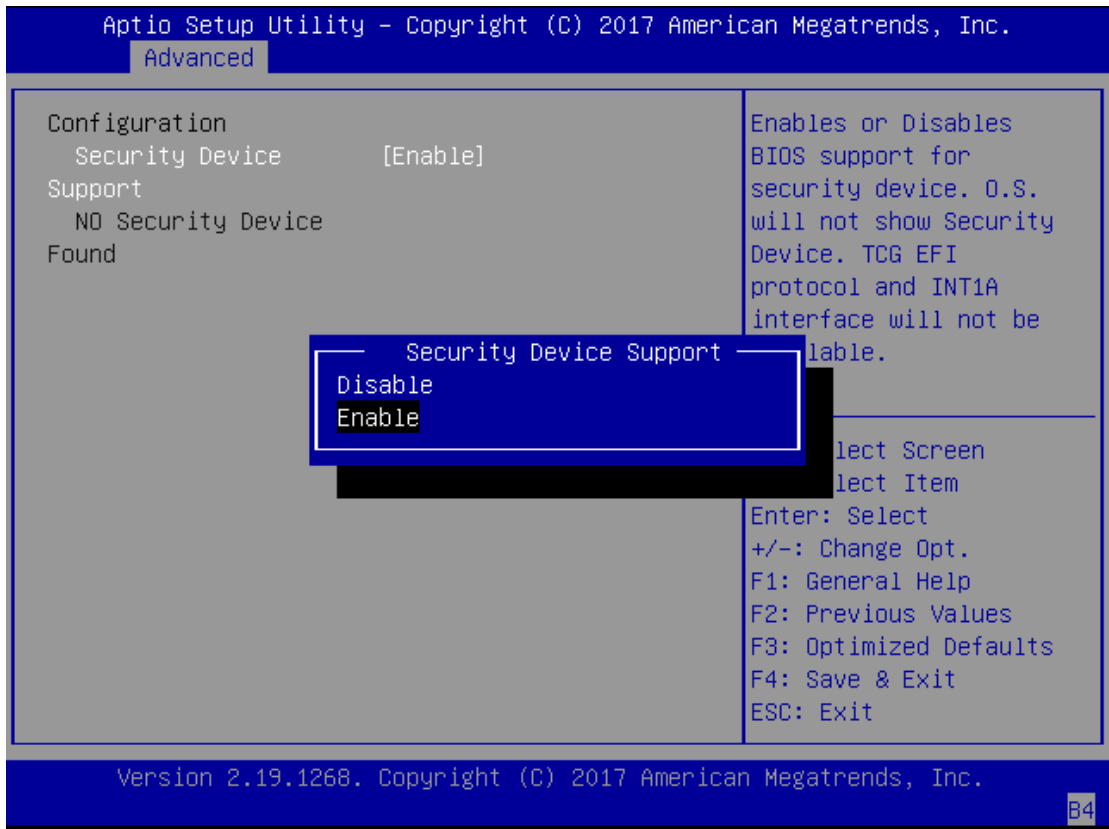 Aptio Setup Utility – Copyright (C) 2017 American Megatrends, Inc.
Advanced
Configuration
Security Device [Enable]
Support
NO Security Device
Found
Enables or Disables
BIOS support for
security device. O.S.
will not show Security
Device. TCG EFI
protocol and INT1A
interface will not be
lable.
Security Device Support
Disable
Enable
lect Screen
lect Item
Enter: Select
+/-: Change Opt.
F1: General Help
F2: Previous Values
F3: Optimized Defaults
F4: Save & Exit
ESC: Exit
Version 2.19.1268. Copyright (C) 2017 American Megatrends, Inc.
B4